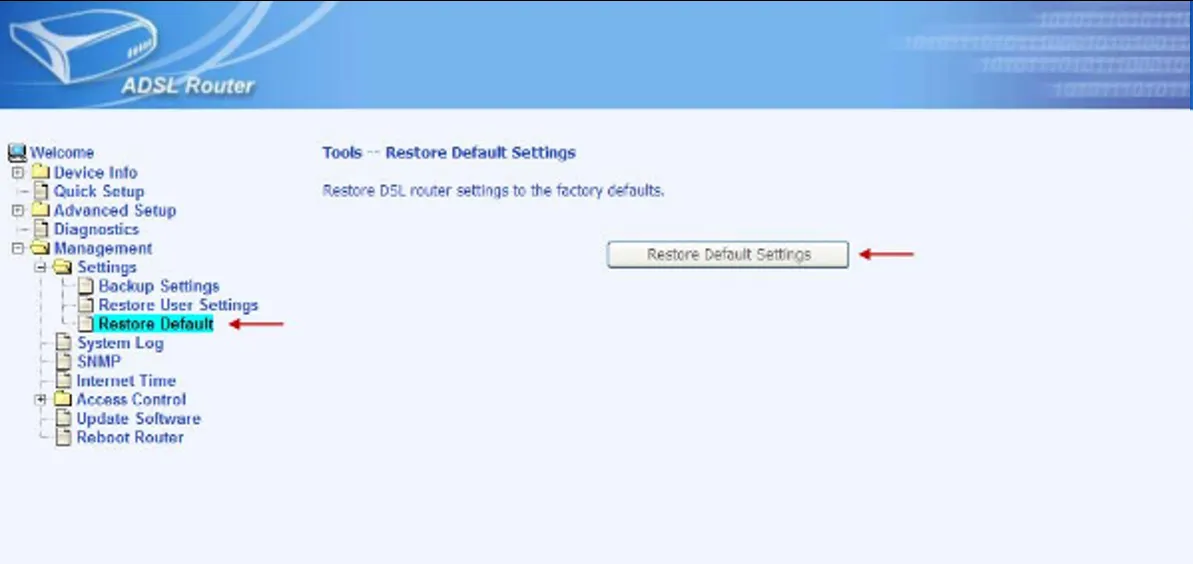 ADSL Router
Welcome
Device Info
Quick Setup
Advanced Setup
Diagnostics
Management
Settings
Backup Settings
Restore User Settings
Restore Default
System Log
SNMP
Internet Time
Access Control
Update Software
Reboot Router
Tools -- Restore Default Settings
Restore DSL router settings to the factory defaults.
Restore Default Settings